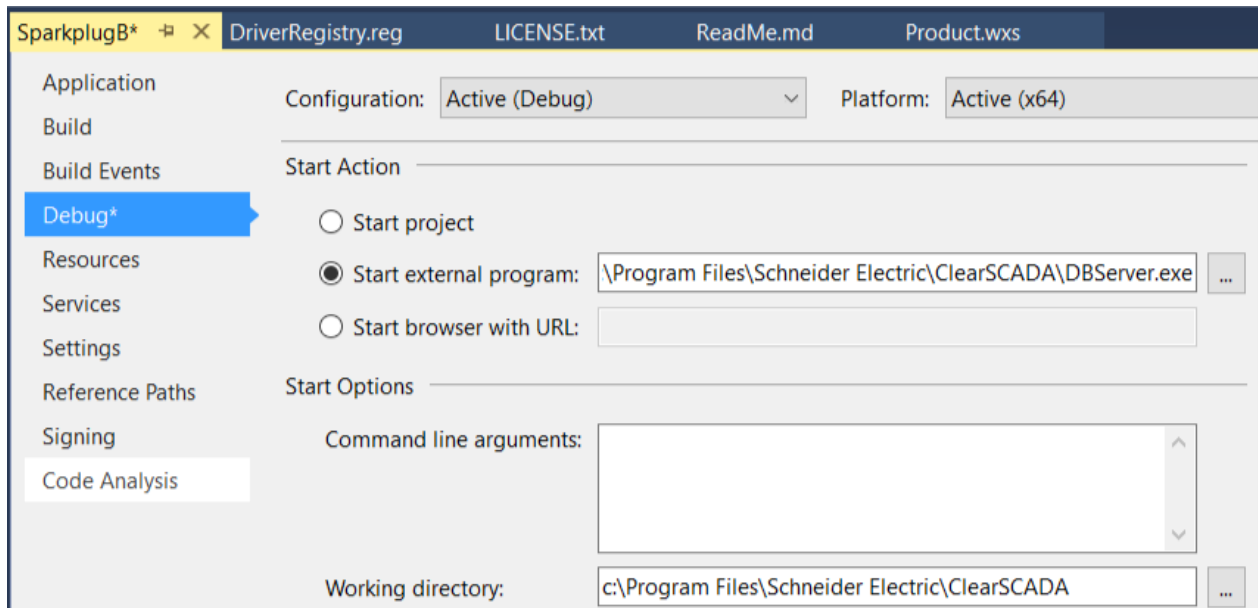 SparkplugB* DriverRegistry.reg LICENSE.txt ReadMe.md Product.wxs
Application
Build
Build Events
Debug*
Resources
Services
Settings
Reference Paths
Signing
Code Analysis
Configuration: Active (Debug) Platform: Active (x64)
Start Action
Start project
Start external program: :\Program Files\Schneider Electric\ClearSCADA\DBServer.exe ...
Start browser with URL:
Start Options
Command line arguments:
Working directory: c:\Program Files\Schneider Electric\ClearSCADA ...